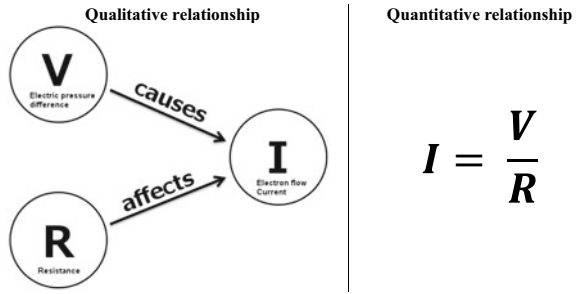 Qualitative relationship
V
Electric pressure
difference
causes
I
Electron flow
Current
affects
R
Resistance
Quantitative relationship
I = V/R